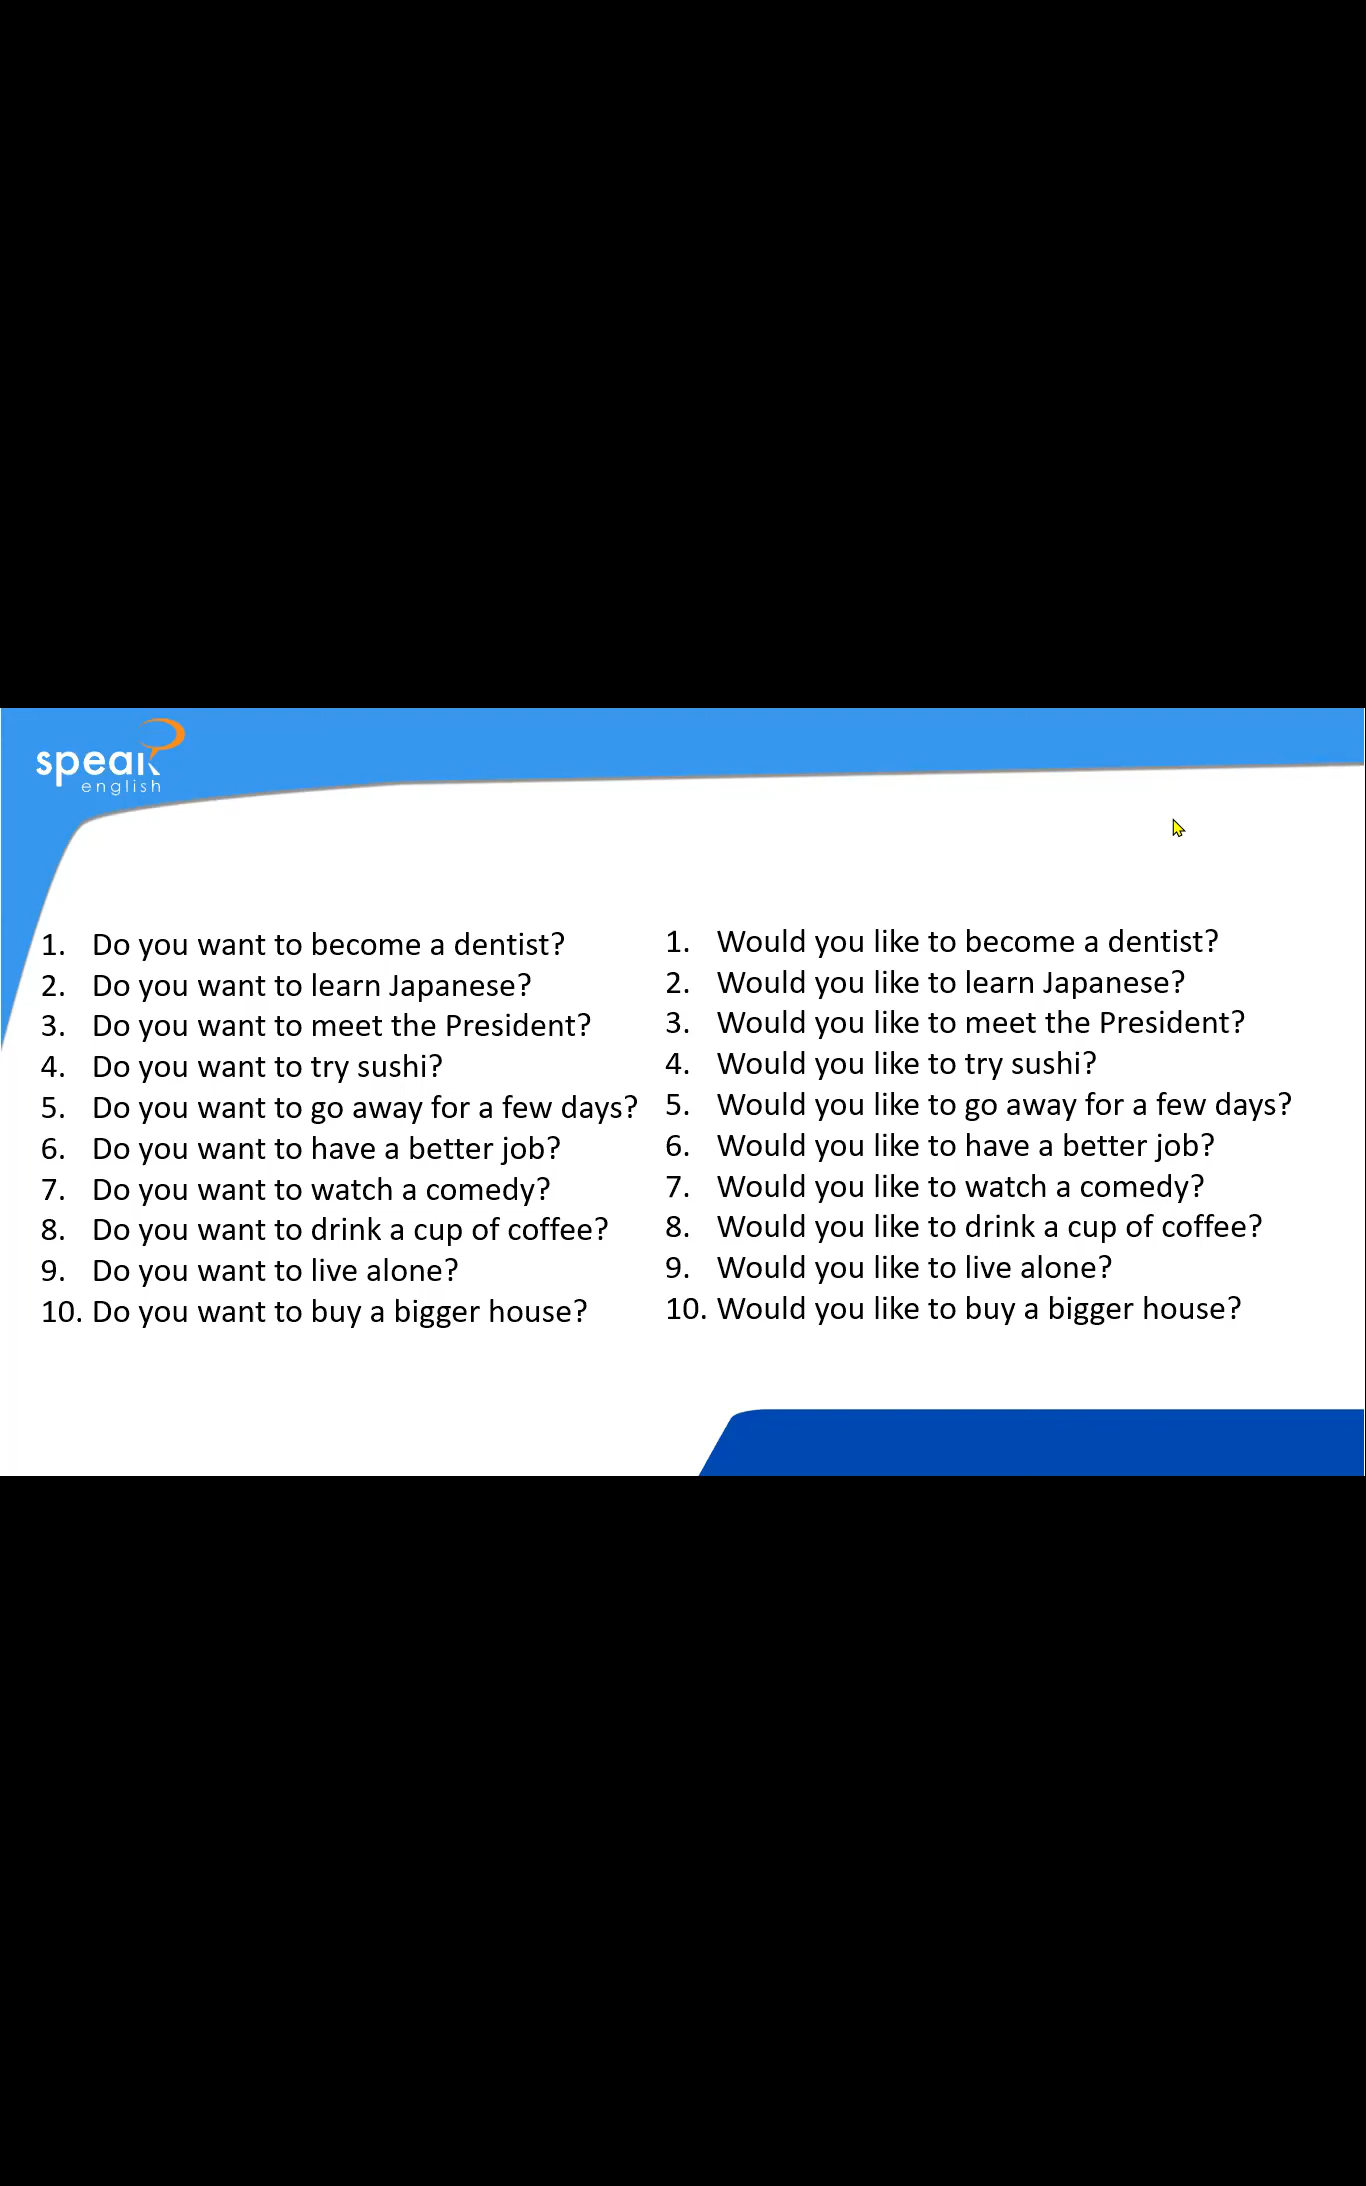 speak
english
1. Do you want to become a dentist?
2. Do you want to learn Japanese?
3. Do you want to meet the President?
4. Do you want to try sushi?
5. Do you want to go away for a few days?
6. Do you want to have a better job?
7. Do you want to watch a comedy?
8. Do you want to drink a cup of coffee?
9. Do you want to live alone?
10. Do you want to buy a bigger house?
1. Would you like to become a dentist?
2. Would you like to learn Japanese?
3. Would you like to meet the President?
4. Would you like to try sushi?
5. Would you like to go away for a few days?
6. Would you like to have a better job?
7. Would you like to watch a comedy?
8. Would you like to drink a cup of coffee?
9. Would you like to live alone?
10. Would you like to buy a bigger house?